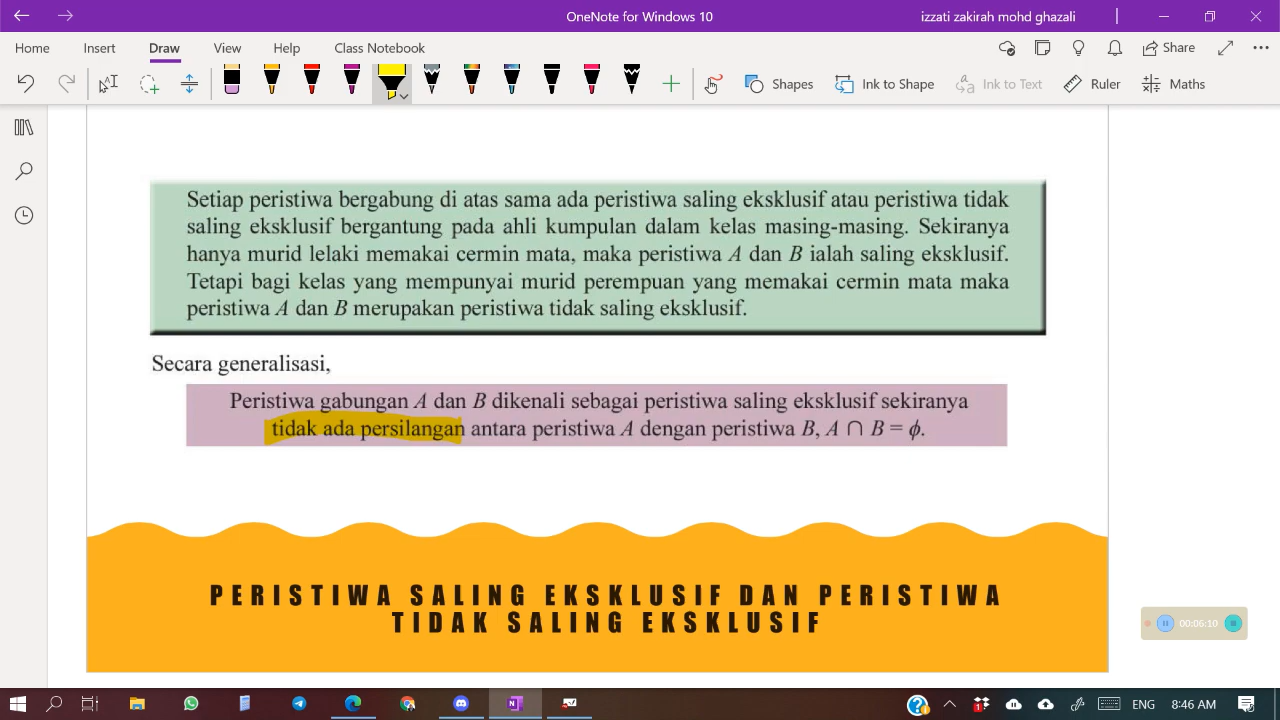 OneNote for Windows 10
izzati zakirah mohd ghazali
Home Insert Draw View Help Class Notebook
Share
Shapes Ink to Shape Ink to Text Ruler Maths
Setiap peristiwa bergabung di atas sama ada peristiwa saling eksklusif atau peristiwa tidak
saling eksklusif bergantung pada ahli kumpulan dalam kelas masing-masing. Sekiranya
hanya murid lelaki memakai cermin mata, maka peristiwa A dan B ialah saling eksklusif.
Tetapi bagi kelas yang mempunyai murid perempuan yang memakai cermin mata maka
peristiwa A dan B merupakan peristiwa tidak saling eksklusif.
Secara generalisasi,
Peristiwa gabungan A dan B dikenali sebagai peristiwa saling eksklusif sekiranya
tidak ada persilangan antara peristiwa A dengan peristiwa B, A ∩ B = ϕ.
PERISTIWA SALING EKSKLUSIF DAN PERISTIWA
TIDAK SALING EKSKLUSIF
00:06:10
ENG 8:46 AM